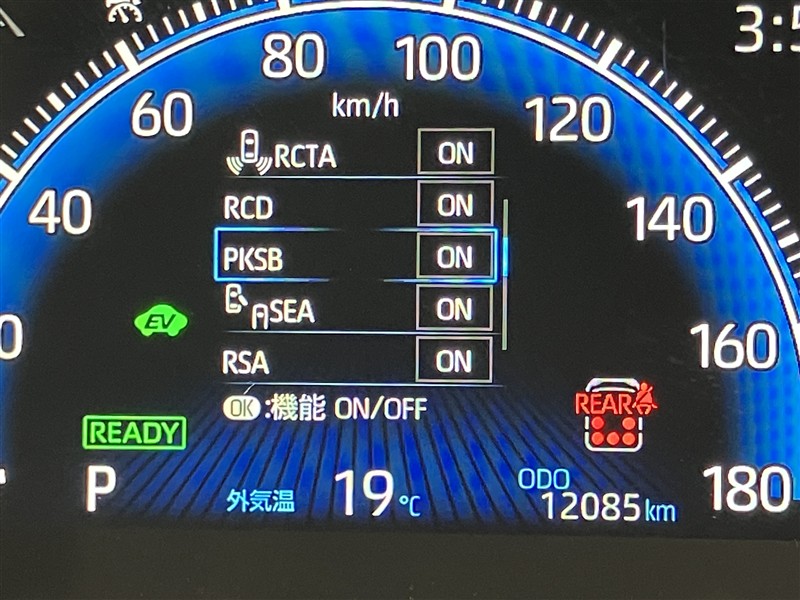 80 100
60 km/h 120
40 140
160
180
RCTA ON
RCD ON
PKSB ON
SEA ON
RSA ON
OK:機能 ON/OFF
EV
READY
REAR
P 外気温 19℃ ODO 12085km